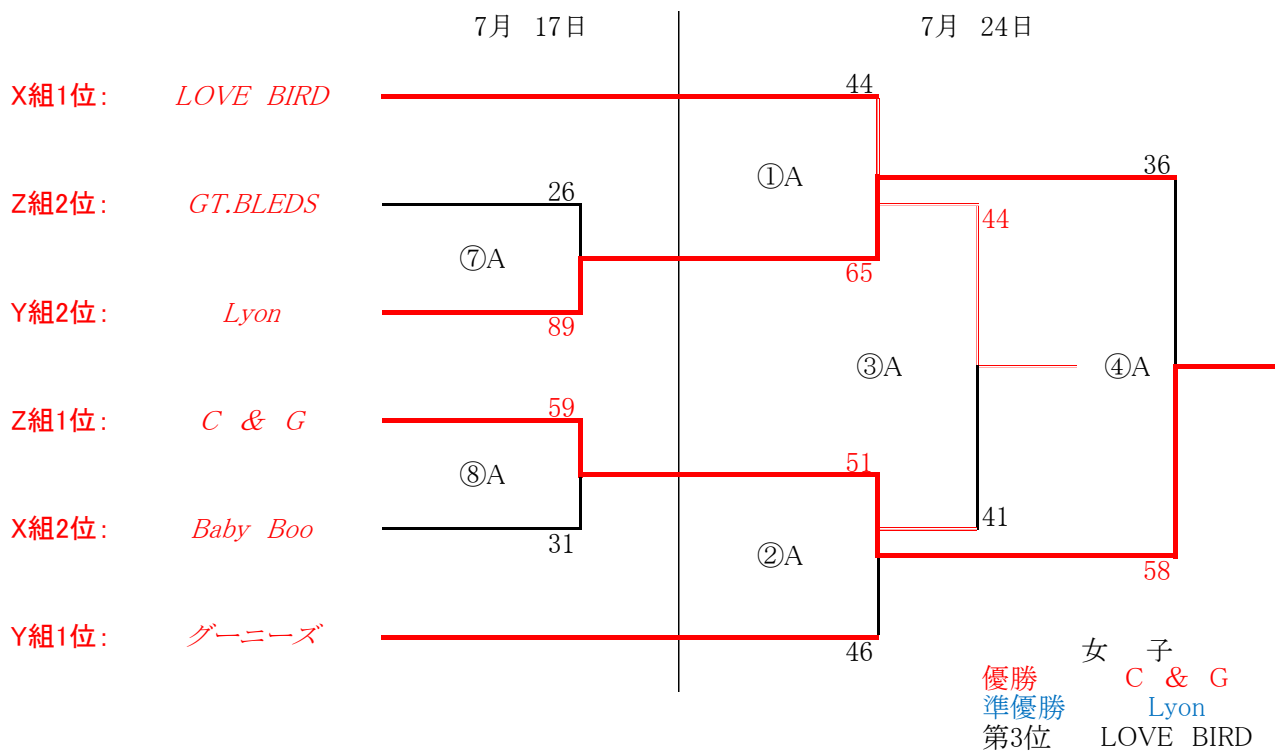 7月 17日
7月 24日
44
X組1位: LOVE BIRD
①A
36
26
Z組2位: GT.BLEDS
44
⑦A
65
Y組2位: Lyon
89
③A
④A
59
Z組1位: C & G
51
⑧A
41
X組2位: Baby Boo
31
②A
58
Y組1位: グーニーズ
46
女 子
優勝 C & G
準優勝 Lyon
第3位 LOVE BIRD